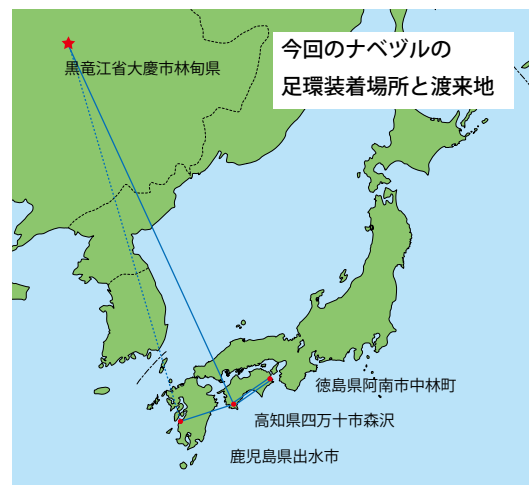 今回のナベヅルの
足環装着場所と渡来地
黒竜江省大慶市林甸県
徳島県阿南市中林町
高知県四万十市森沢
鹿児島県出水市